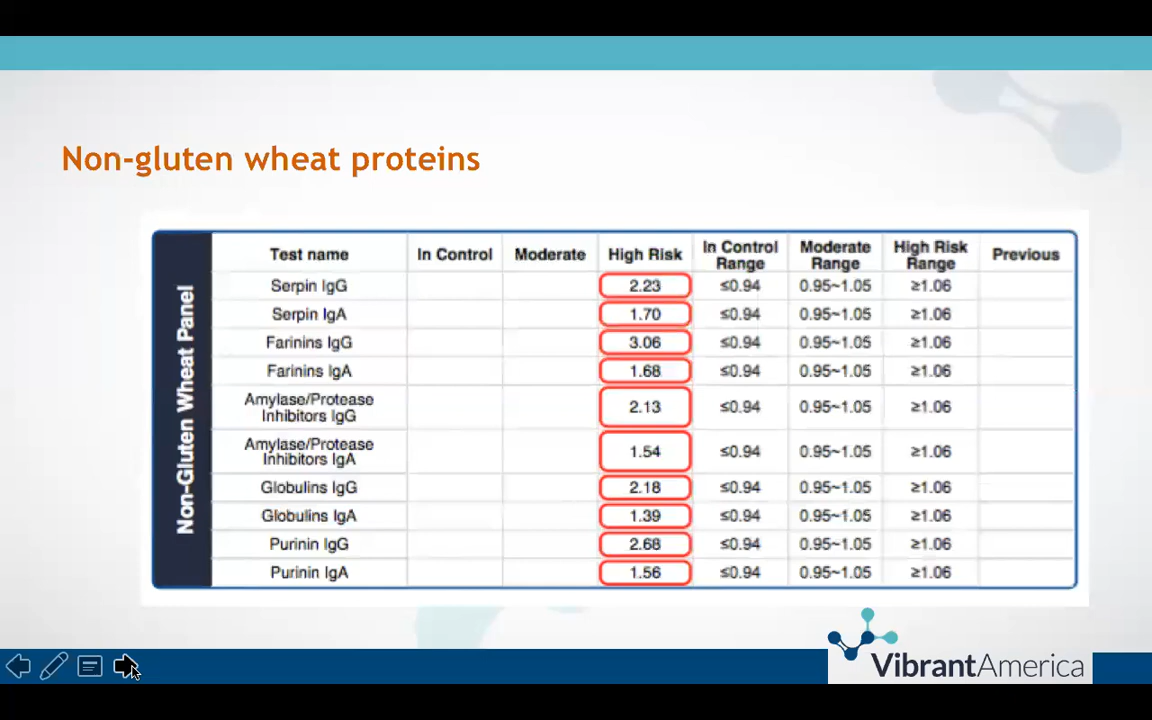 Non-gluten wheat proteins
Non-Gluten Wheat Panel
Test name In Control Moderate High Risk In Control Range Moderate Range High Risk Range Previous
Serpin IgG 2.23 ≤0.94 0.95~1.05 ≥1.06
Serpin IgA 1.70 ≤0.94 0.95~1.05 ≥1.06
Farinins IgG 3.06 ≤0.94 0.95~1.05 ≥1.06
Farinins IgA 1.68 ≤0.94 0.95~1.05 ≥1.06
Amylase/Protease Inhibitors IgG 2.13 ≤0.94 0.95~1.05 ≥1.06
Amylase/Protease Inhibitors IgA 1.54 ≤0.94 0.95~1.05 ≥1.06
Globulins IgG 2.18 ≤0.94 0.95~1.05 ≥1.06
Globulins IgA 1.39 ≤0.94 0.95~1.05 ≥1.06
Purinin IgG 2.68 ≤0.94 0.95~1.05 ≥1.06
Purinin IgA 1.56 ≤0.94 0.95~1.05 ≥1.06
VibrantAmerica